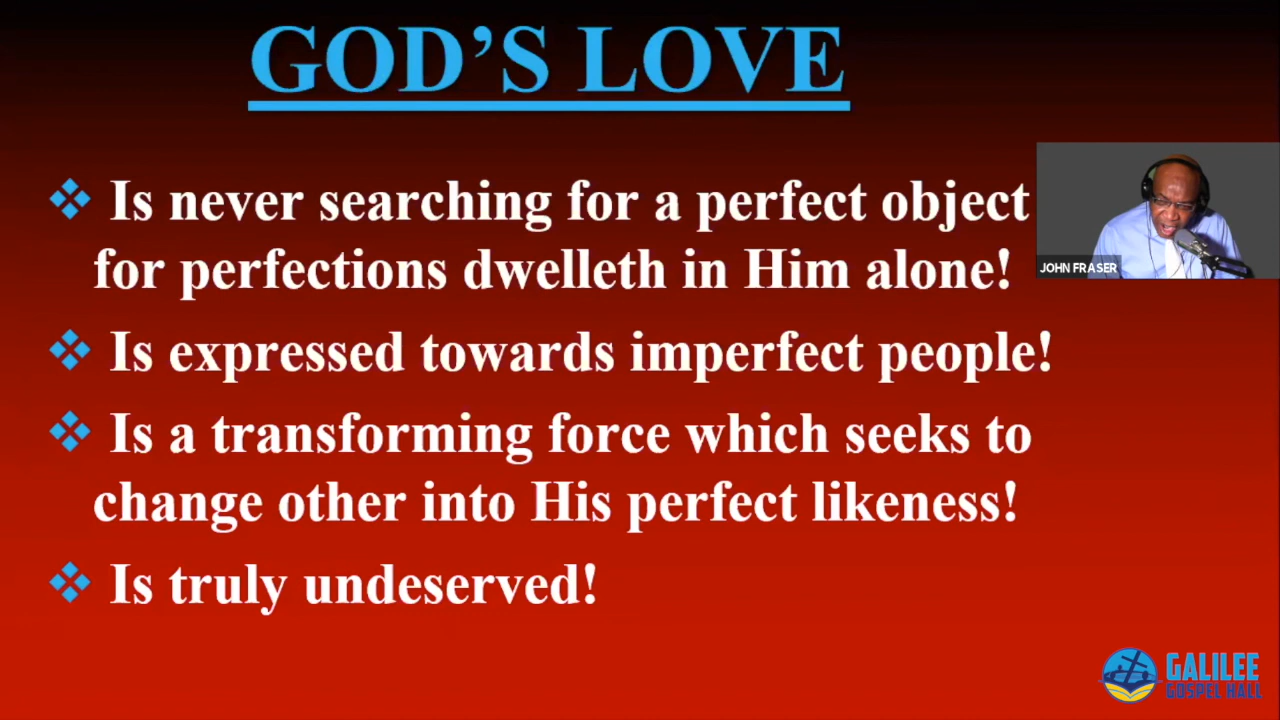 GOD’S LOVE
Is never searching for a perfect object
for perfections dwelleth in Him alone!
JOHN FRASER
Is expressed towards imperfect people!
Is a transforming force which seeks to
change other into His perfect likeness!
Is truly undeserved!
GALILEE
GOSPEL HALL